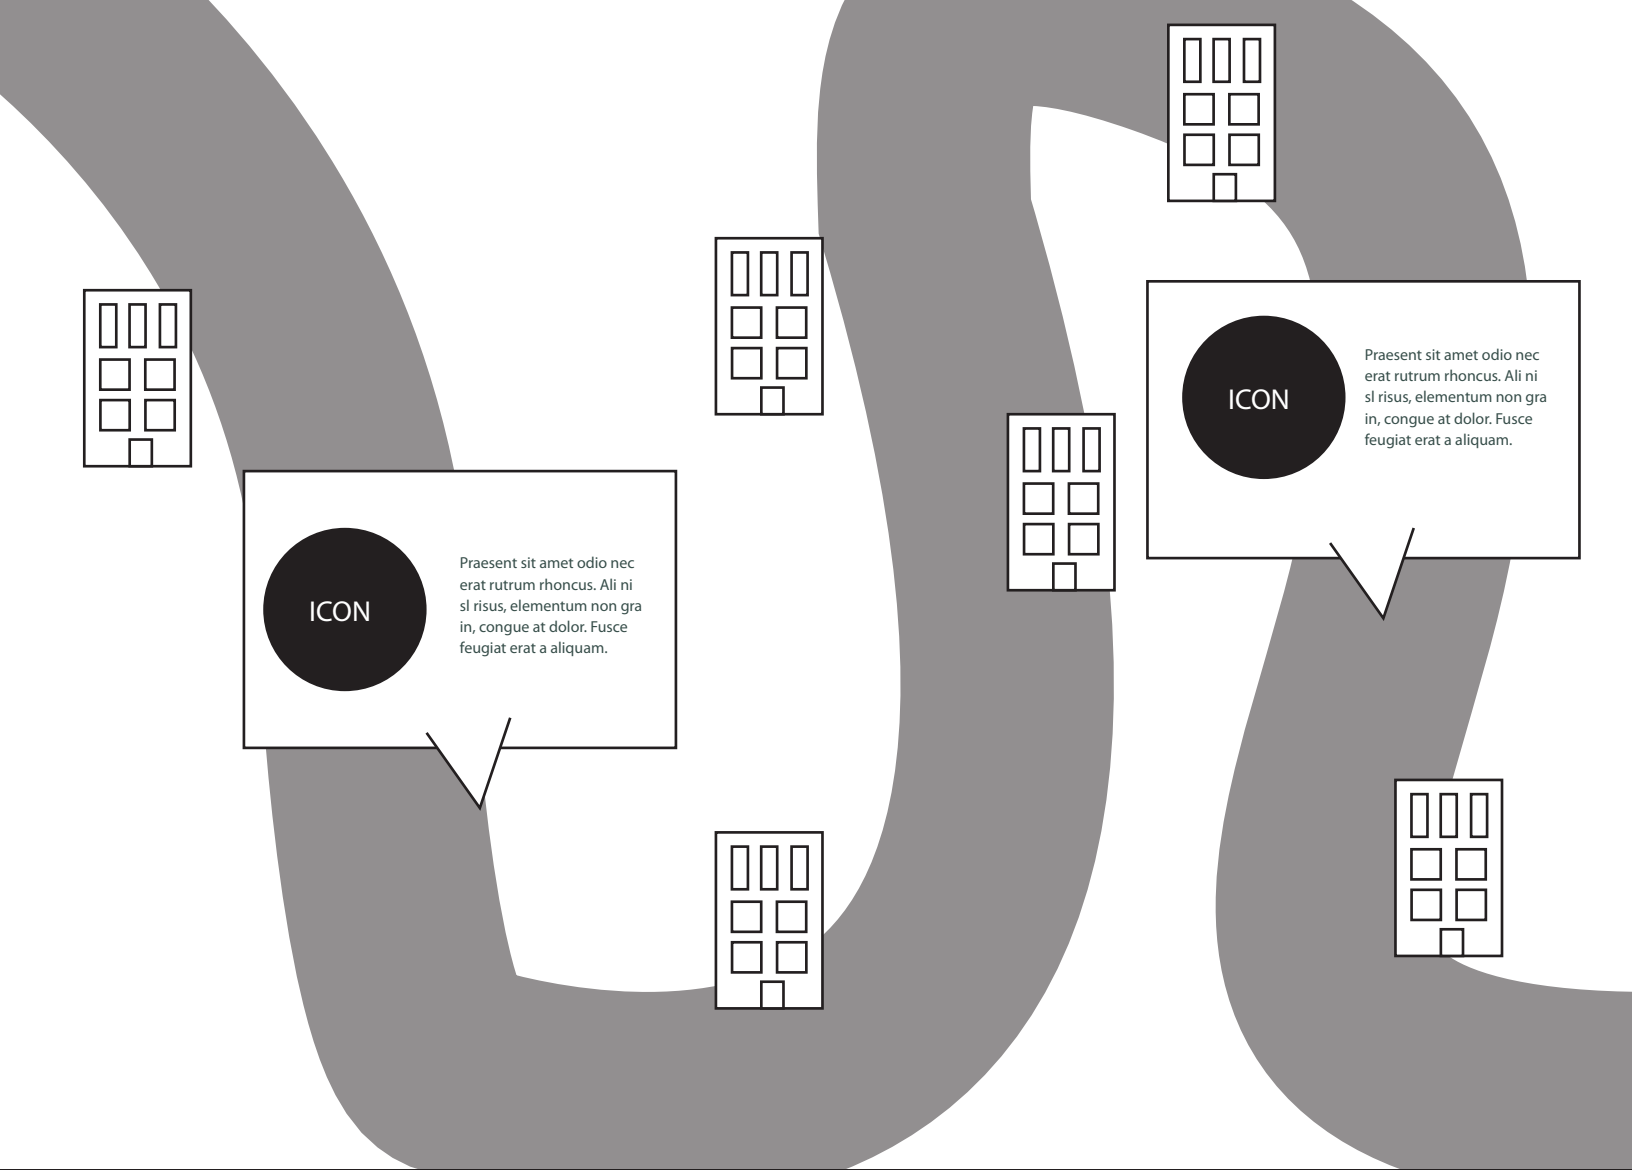 ICON
Praesent sit amet odio nec
erat rutrum rhoncus. Ali ni
sl risus, elementum non gra
in, congue at dolor. Fusce
feugiat erat a aliquam.
ICON
Praesent sit amet odio nec
erat rutrum rhoncus. Ali ni
sl risus, elementum non gra
in, congue at dolor. Fusce
feugiat erat a aliquam.